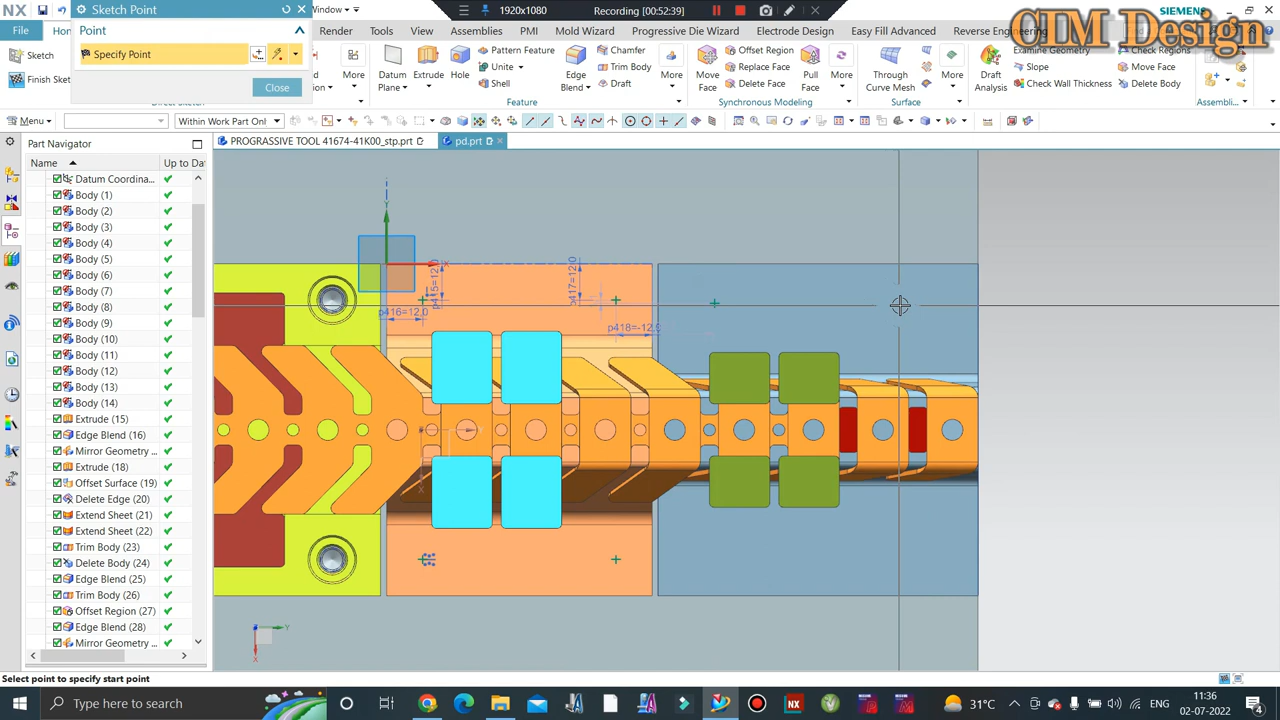 NX
Sketch Point
Window
1920x1080
Recording [00:52:39]
SIEMENS
CIM Design
File
Render
Tools
View
Assemblies
PMI
Mold Wizard
Progressive Die Wizard
Electrode Design
Easy Fill Advanced
Reverse Engineering
Point
Specify Point
Close
Sketch
Finish Sket
More
Datum Plane
Extrude
Hole
Pattern Feature
Unite
Shell
Edge Blend
Chamfer
Trim Body
Draft
More
Feature
Move Face
Offset Region
Replace Face
Delete Face
Pull Face
More
Synchronous Modeling
Through Curve Mesh
More
Surface
Draft Analysis
Examine Geometry
Slope
Check Wall Thickness
Check Regions
Move Face
Delete Body
Assembli...
Menu
Within Work Part Onl
Part Navigator
PROGRASSIVE TOOL 41674-41K00_stp.prt
pd.prt
Name
Up to Dat
Datum Coordina...
Body (1)
Body (2)
Body (3)
Body (4)
Body (5)
Body (6)
Body (7)
Body (8)
Body (9)
Body (10)
Body (11)
Body (12)
Body (13)
Body (14)
Extrude (15)
Edge Blend (16)
Mirror Geometry ...
Extrude (18)
Offset Surface (19)
Delete Edge (20)
Extend Sheet (21)
Extend Sheet (22)
Trim Body (23)
Delete Body (24)
Edge Blend (25)
Trim Body (26)
Offset Region (27)
Edge Blend (28)
Mirror Geometry ...
Y
X
p415=12.0
p417=12.0
p416=12.0
p418=-12.0
X
Y
X
Select point to specify start point
Type here to search
31°C
ENG
11:36
02-07-2022